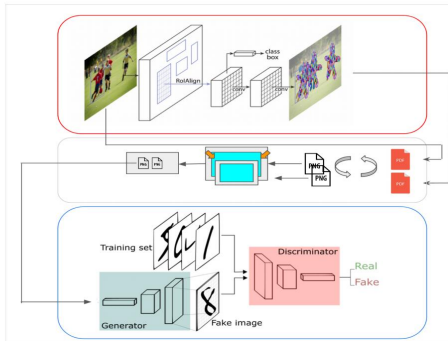 class
box
RoIAlign
conv
conv
PNG
PNG
PNG
PNG
PDF
PDF
Training set
Discriminator
Real
Fake
Generator
Fake image